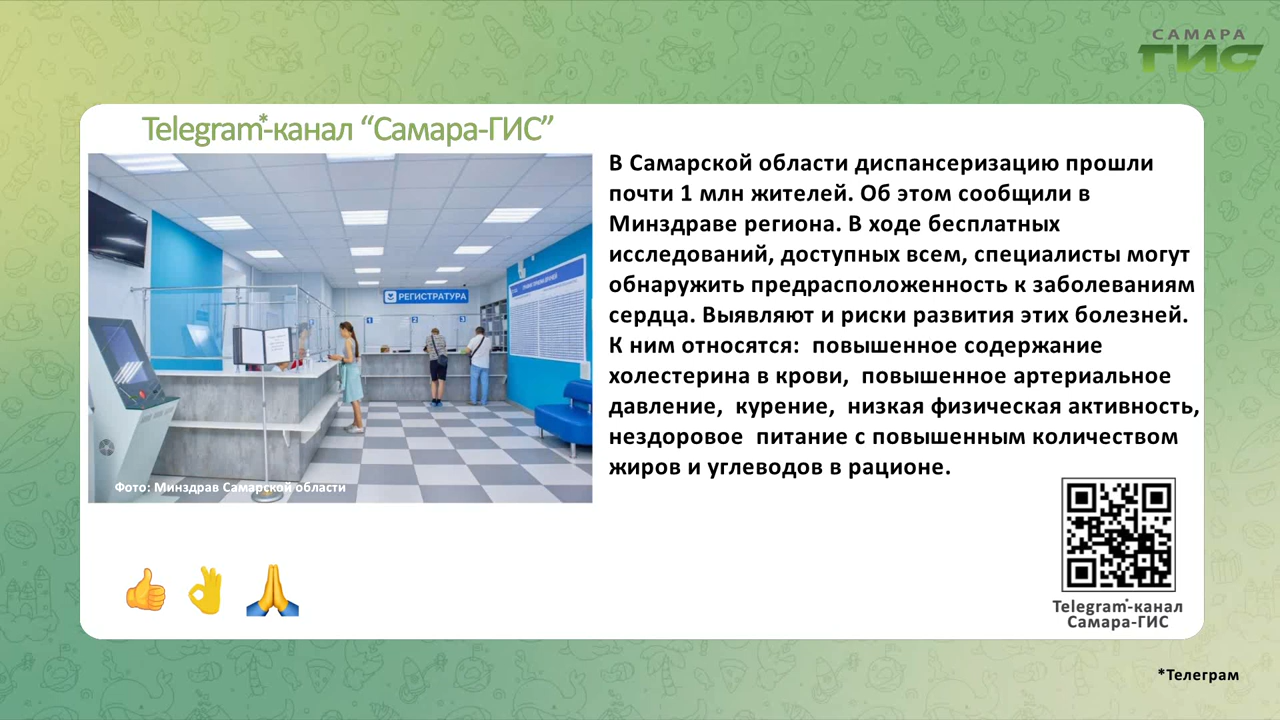 САМАРА
ГИС
Telegram*-канал “Самара-ГИС”
В Самарской области диспансеризацию прошли
почти 1 млн жителей. Об этом сообщили в
Минздраве региона. В ходе бесплатных
исследований, доступных всем, специалисты могут
обнаружить предрасположенность к заболеваниям
сердца. Выявляют и риски развития этих болезней.
К ним относятся:  повышенное содержание
холестерина в крови,  повышенное артериальное
давление,  курение,  низкая физическая активность,
нездоровое  питание с повышенным количеством
жиров и углеводов в рационе.
РЕГИСТРАТУРА
1
2
3
Фото: Минздрав Самарской области
Telegram*-канал
Самара-ГИС
*Телеграм